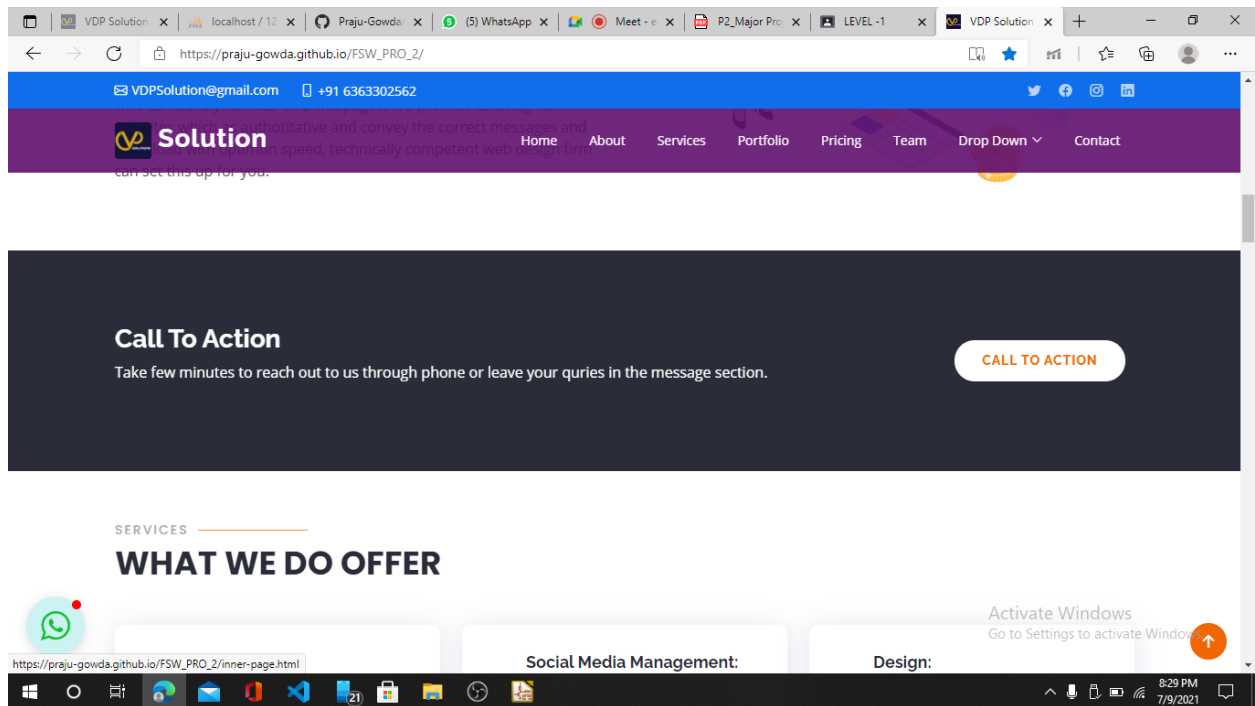 VDP Solution
localhost / 12
Praju-Gowda/
(5) WhatsApp
Meet - e
P2_Major Pro
LEVEL -1
VDP Solution
https://praju-gowda.github.io/FSW_PRO_2/
VDPSolution@gmail.com
+91 6363302562
which as authotitative and convey the correct messages and
Solution
Home
About
Services
Portfolio
Pricing
Team
Drop Down
Contact
speed, technically competent web design firm
can set this up for you.
Call To Action
Take few minutes to reach out to us through phone or leave your quries in the message section.
CALL TO ACTION
SERVICES
WHAT WE DO OFFER
Activate Windows
Go to Settings to activate Windows.
Social Media Management:
Design:
https://praju-gowda.github.io/FSW_PRO_2/inner-page.html
21
8:29 PM
7/9/2021